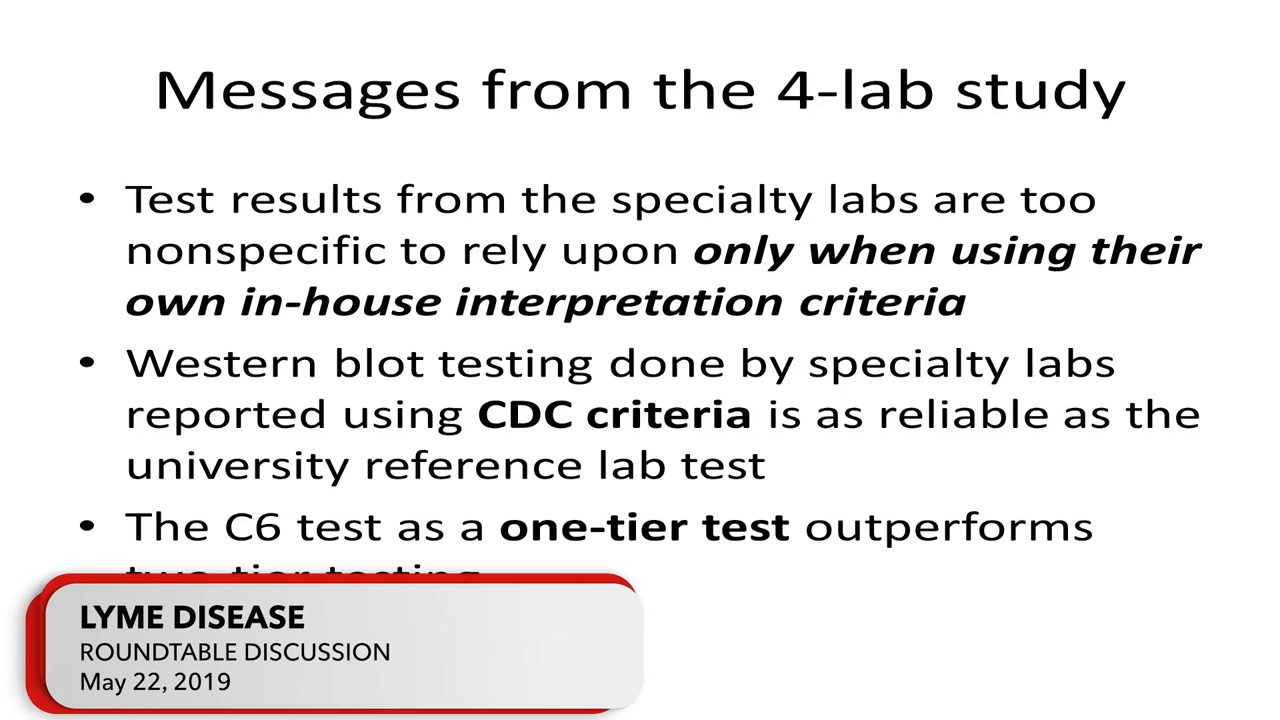 Messages from the 4-lab study
• Test results from the specialty labs are too
nonspecific to rely upon only when using their
own in-house interpretation criteria
• Western blot testing done by specialty labs
reported using CDC criteria is as reliable as the
university reference lab test
• The C6 test as a one-tier test outperforms
two-tier testing
LYME DISEASE
ROUNDTABLE DISCUSSION
May 22, 2019